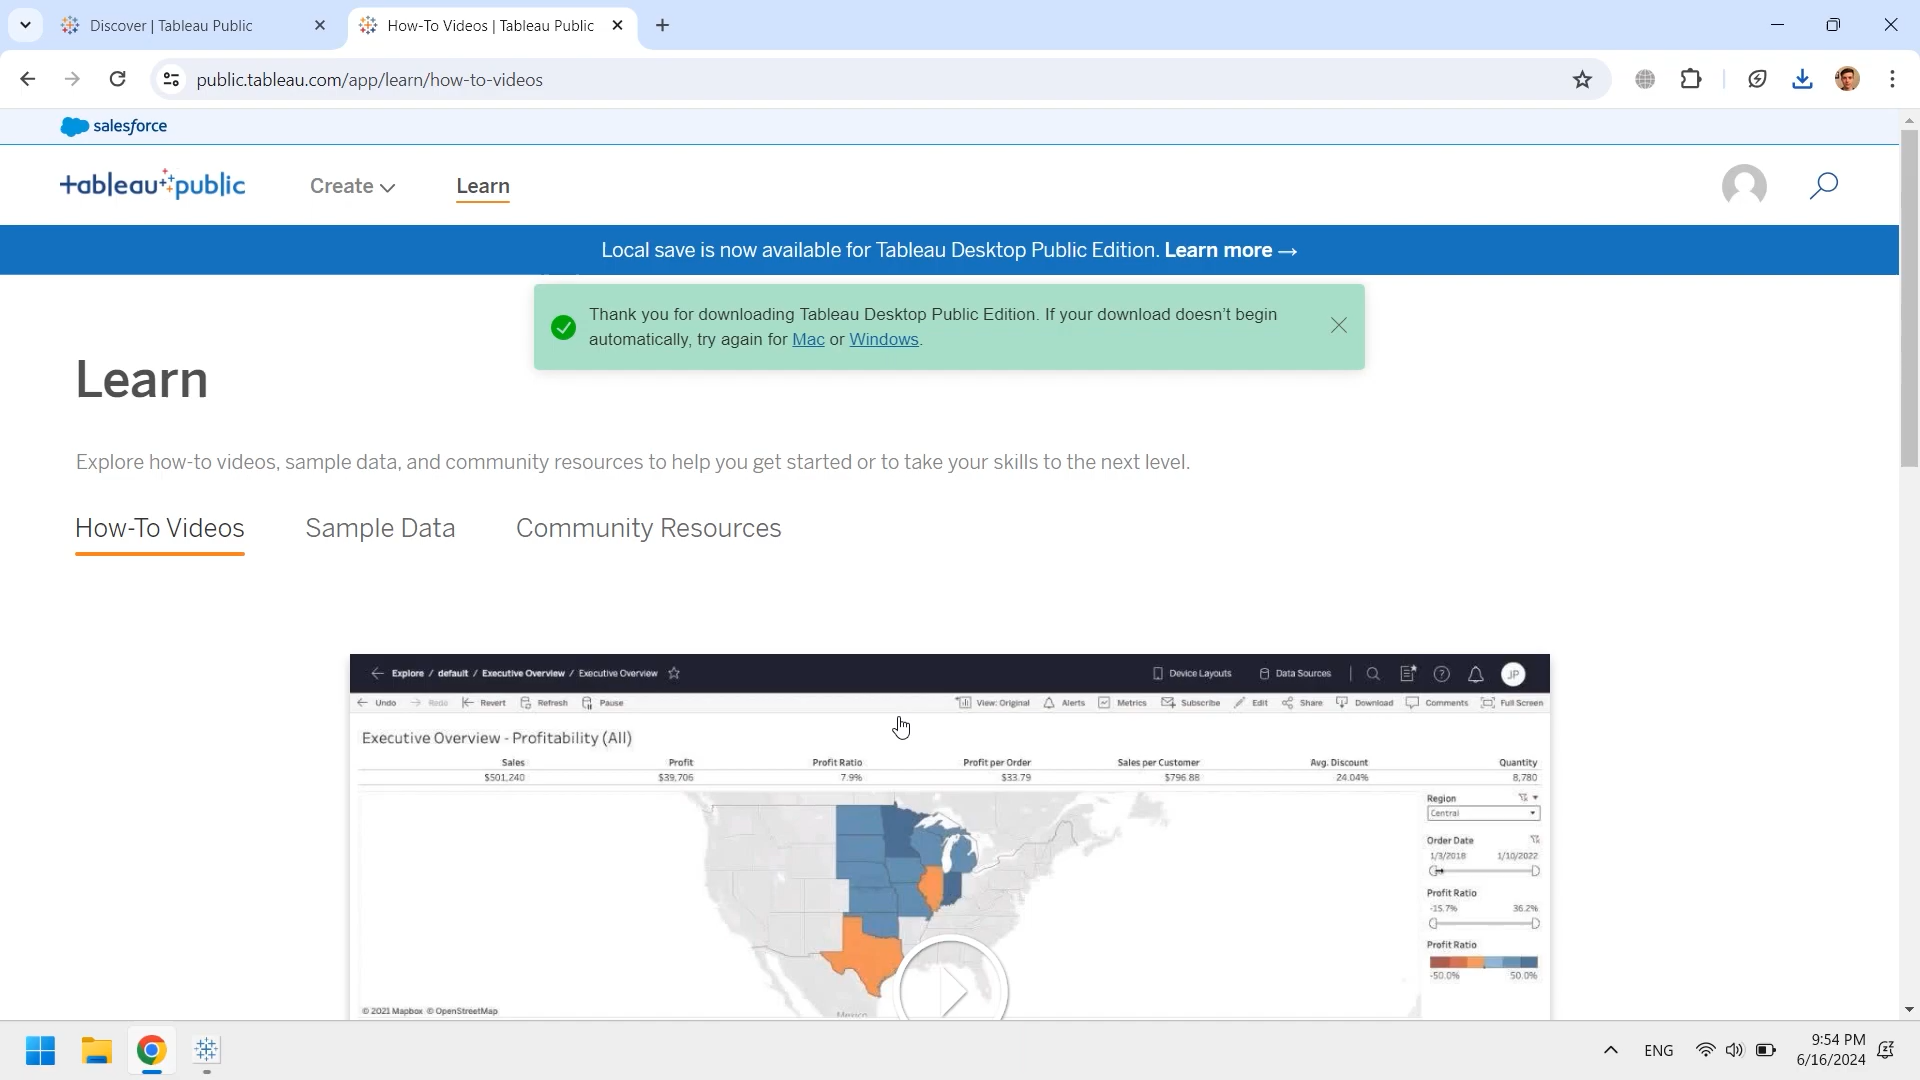 Discover | Tableau Public
How-To Videos | Tableau Public
public.tableau.com/app/learn/how-to-videos
salesforce
+ableau public
Create
Learn
Local save is now available for Tableau Desktop Public Edition. Learn more →
Thank you for downloading Tableau Desktop Public Edition. If your download doesn't begin
automatically, try again for Mac or Windows.
Learn
Explore how-to videos, sample data, and community resources to help you get started or to take your skills to the next level.
How-To Videos
Sample Data
Community Resources
Explore / default / Executive Overview / Executive Overview
Device Layouts
Data Sources
JP
Undo
Redo
Revert
Refresh
Pause
View: Original
Alerts
Metrics
Subscribe
Edit
Share
Download
Comments
Full Screen
Executive Overview - Profitability (All)
Sales Profit Profit Ratio Profit per Order Sales per Customer Avg. Discount Quantity
$501,240 $39,706 7.9% $33.79 $796.88 24.04% 8,780
Region
Central
Order Date
1/3/2018 1/10/2022
Profit Ratio
-15.7% 36.2%
Profit Ratio
-50.0% 50.0%
© 2021 Mapbox © OpenStreetMap
Mexico
ENG
9:54 PM
6/16/2024